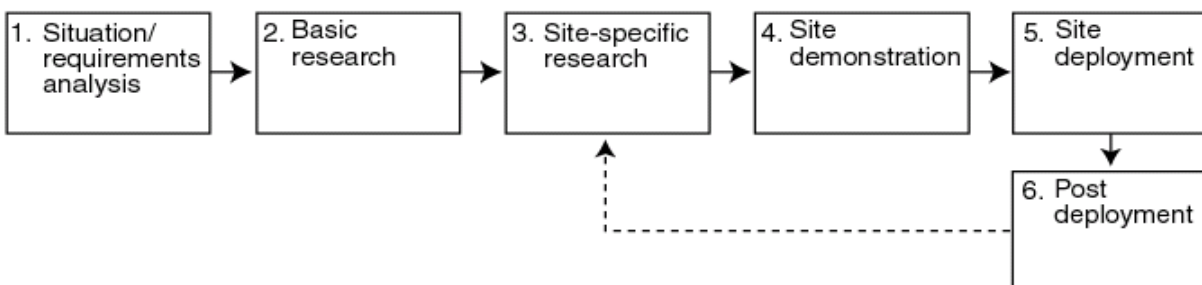 1. Situation/
requirements
analysis
2. Basic
research
3. Site-specific
research
4. Site
demonstration
5. Site
deployment
6. Post
deployment